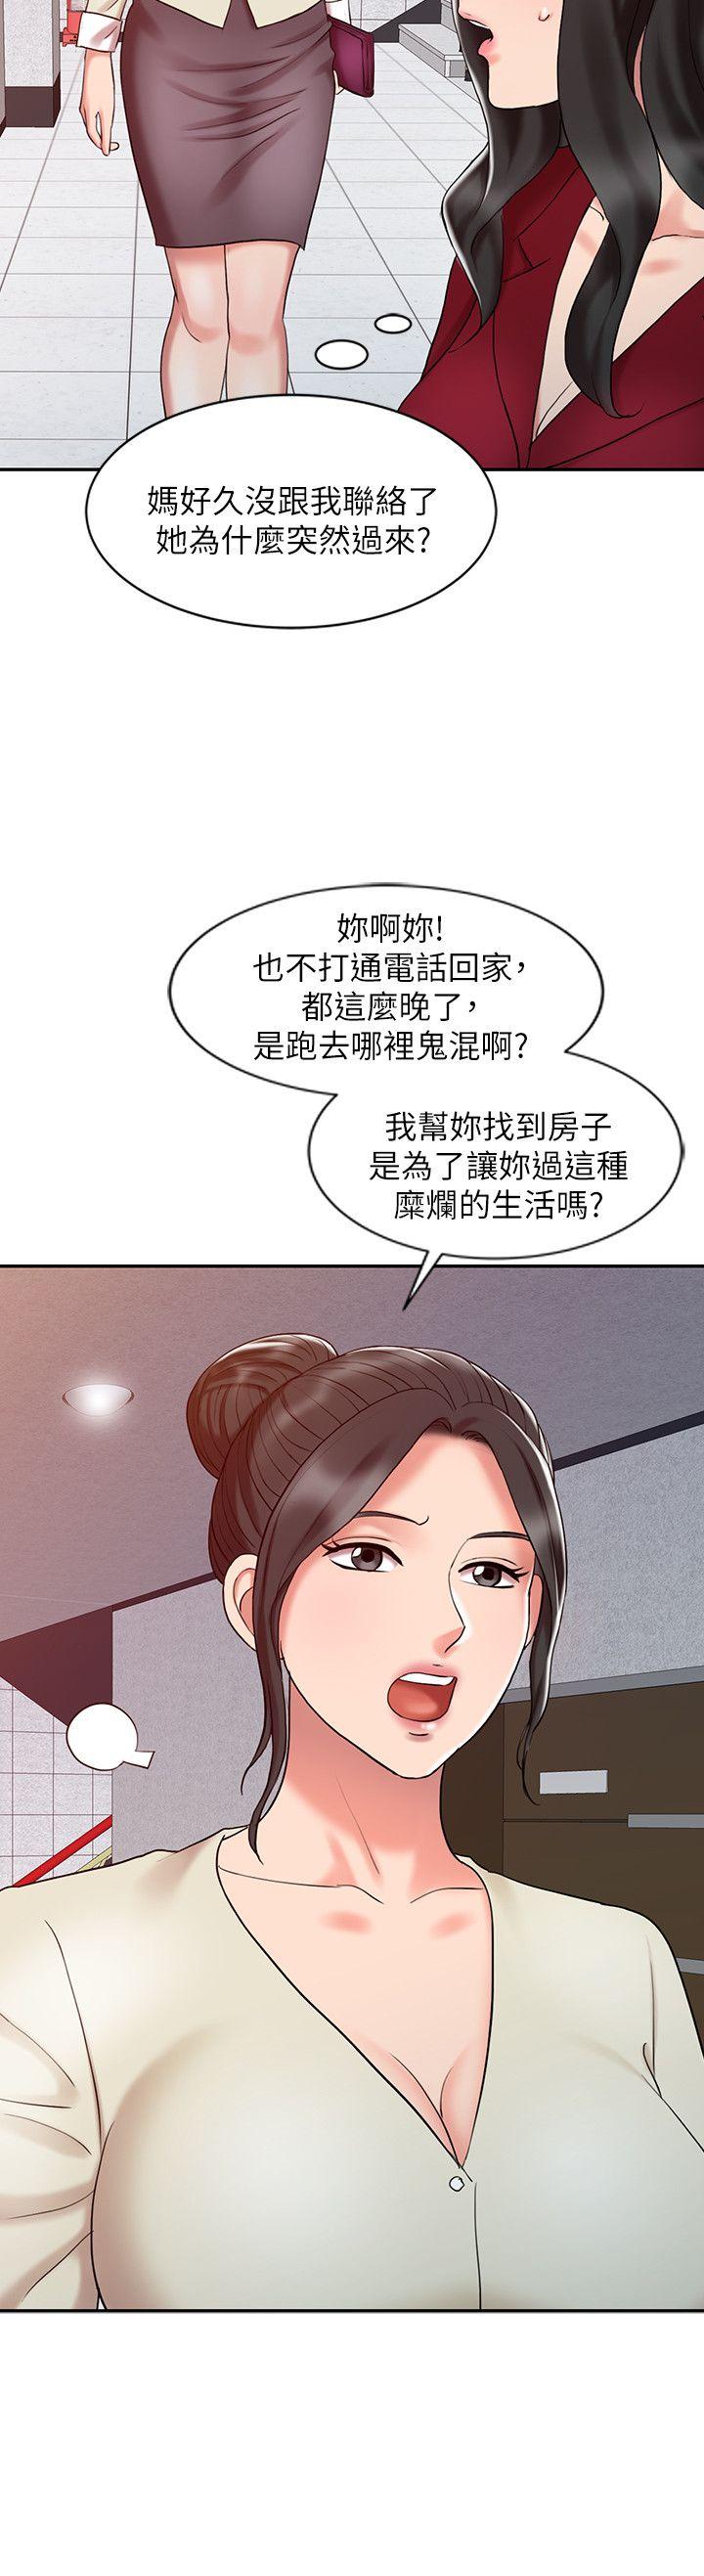 媽好久沒跟我聯絡了
她為什麼突然過來?
妳啊妳!
也不打通電話回家,
都這麼晚了,
是跑去哪裡鬼混啊?
我幫妳找到房子
是為了讓妳過這種
糜爛的生活嗎?